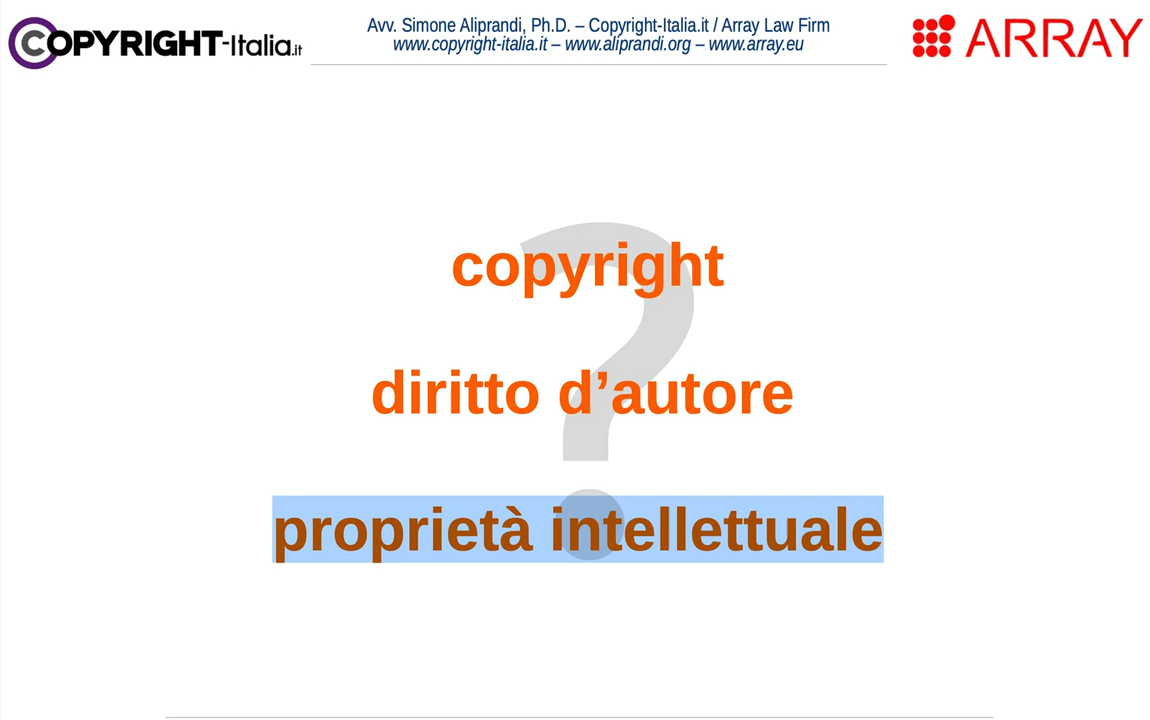 COPYRIGHT-Italia.it
Avv. Simone Aliprandi, Ph.D. – Copyright-Italia.it / Array Law Firm
www.copyright-italia.it – www.aliprandi.org – www.array.eu
ARRAY
?
copyright
diritto d’autore
proprietà intellettuale